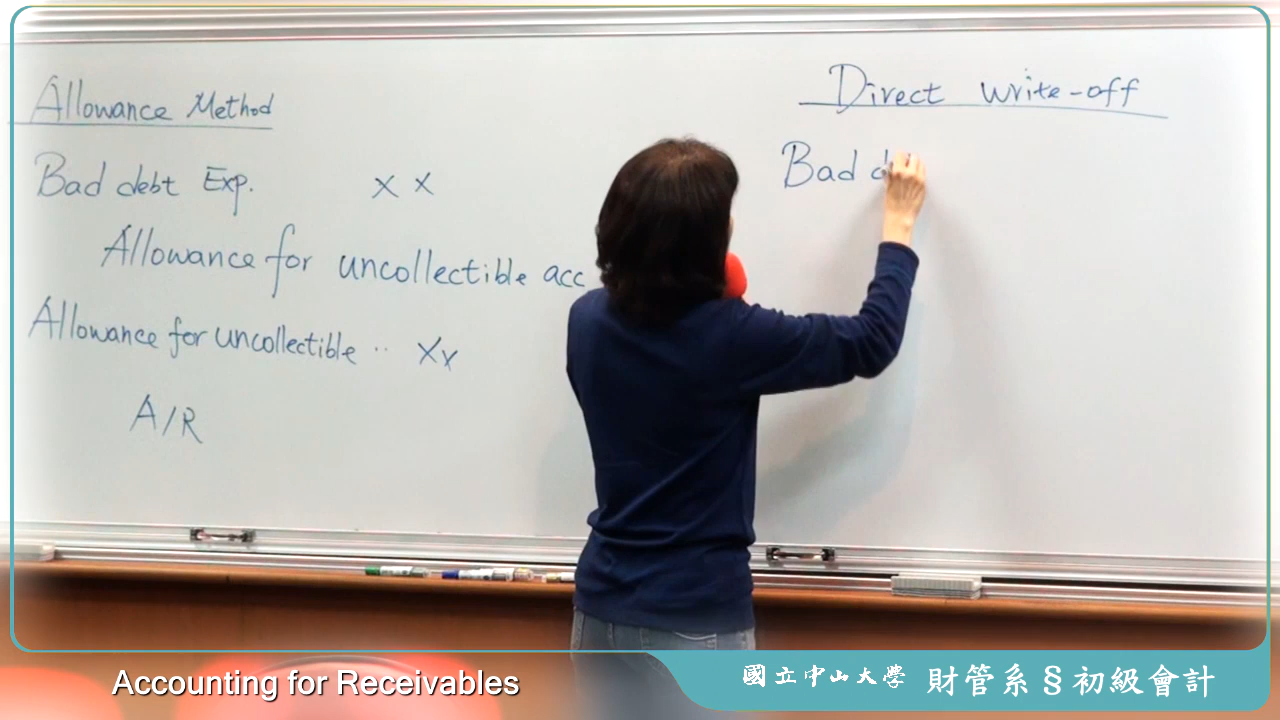 Allowance Method
Bad debt Exp. x x
Allowance for uncollectible acc
Allowance for uncollectible ·· Xx
A/R
Direct write-off
Bad d
Accounting for Receivables
國立中山大學 財管系§初級會計